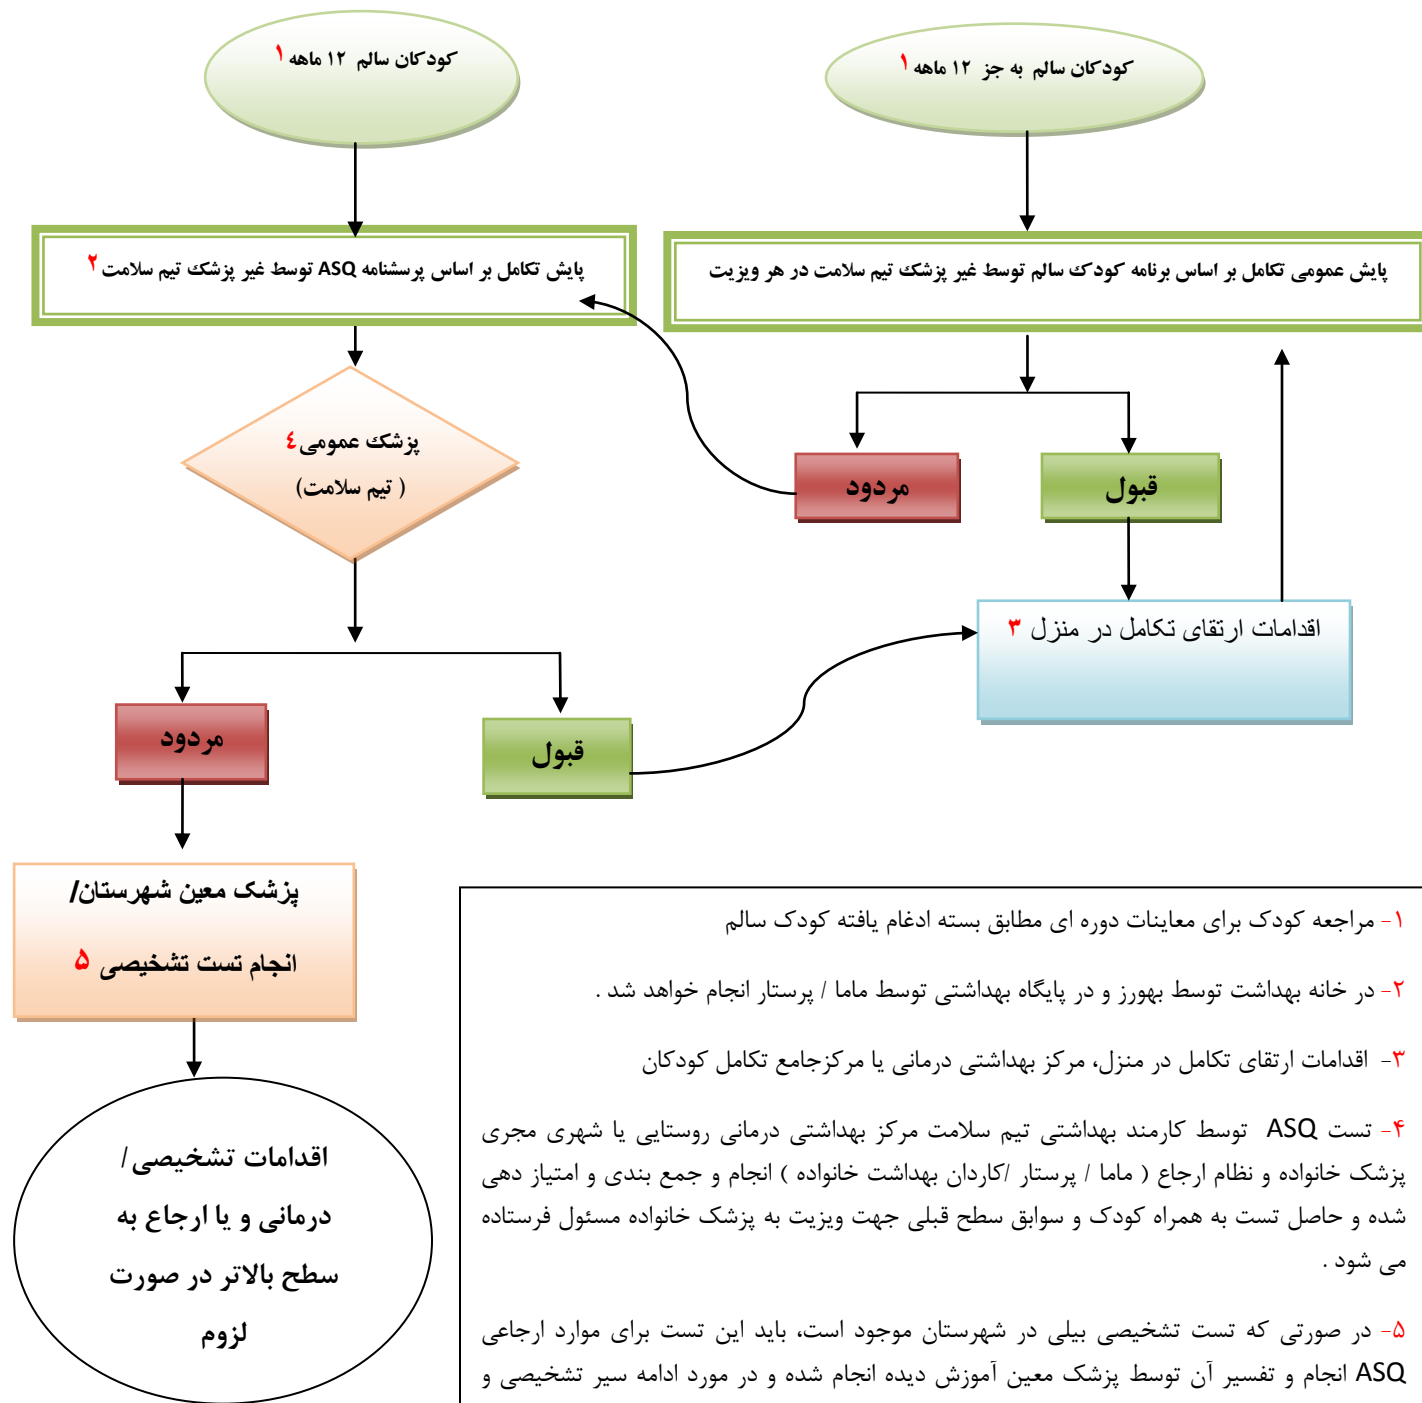 کودکان سالم ۱۲ ماهه ۱
کودکان سالم به جز ۱۲ ماهه ۱
پایش عمومی تکامل بر اساس برنامه کودک سالم توسط غیر پزشک تیم سلامت در هر ویزیت
پایش تکامل بر اساس پرسشنامه ASQ توسط غیر پزشک تیم سلامت ۲
پزشک عمومی ٤
( تیم سلامت)
مردود
قبول
اقدامات ارتقای تکامل در منزل ۳
مردود
قبول
پزشک معین شهرستان/
انجام تست تشخیصی ۵
اقدامات تشخیصی /
درمانی و یا ارجاع به
سطح بالاتر در صورت
لزوم
۱- مراجعه کودک برای معاینات دوره ای مطابق بسته ادغام یافته کودک سالم
۲- در خانه بهداشت توسط بهورز و در پایگاه بهداشتی توسط ماما / پرستار انجام خواهد شد .
۳- اقدامات ارتقای تکامل در منزل، مرکز بهداشتی درمانی یا مرکزجامع تکامل کودکان
۴- تست ASQ توسط کارمند بهداشتی تیم سلامت مرکز بهداشتی درمانی روستایی یا شهری مجری
پزشک خانواده و نظام ارجاع ( ماما / پرستار /کاردان بهداشت خانواده ) انجام و جمع بندی و امتیاز دهی
شده و حاصل تست به همراه کودک و سوابق سطح قبلی جهت ویزیت به پزشک خانواده مسئول فرستاده
می شود .
۵- در صورتی که تست تشخیصی بیلی در شهرستان موجود است، باید این تست برای موارد ارجاعی
ASQ انجام و تفسیر آن توسط پزشک معین آموزش دیده انجام شده و در مورد ادامه سیر تشخیصی و